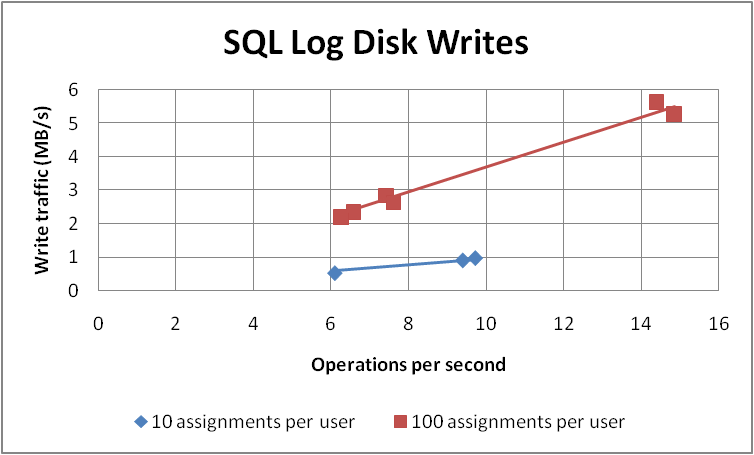 SQL Log Disk Writes
Write traffic (MB/s)
6
5
4
3
2
1
0
0 2 4 6 8 10 12 14 16
Operations per second
10 assignments per user 100 assignments per user